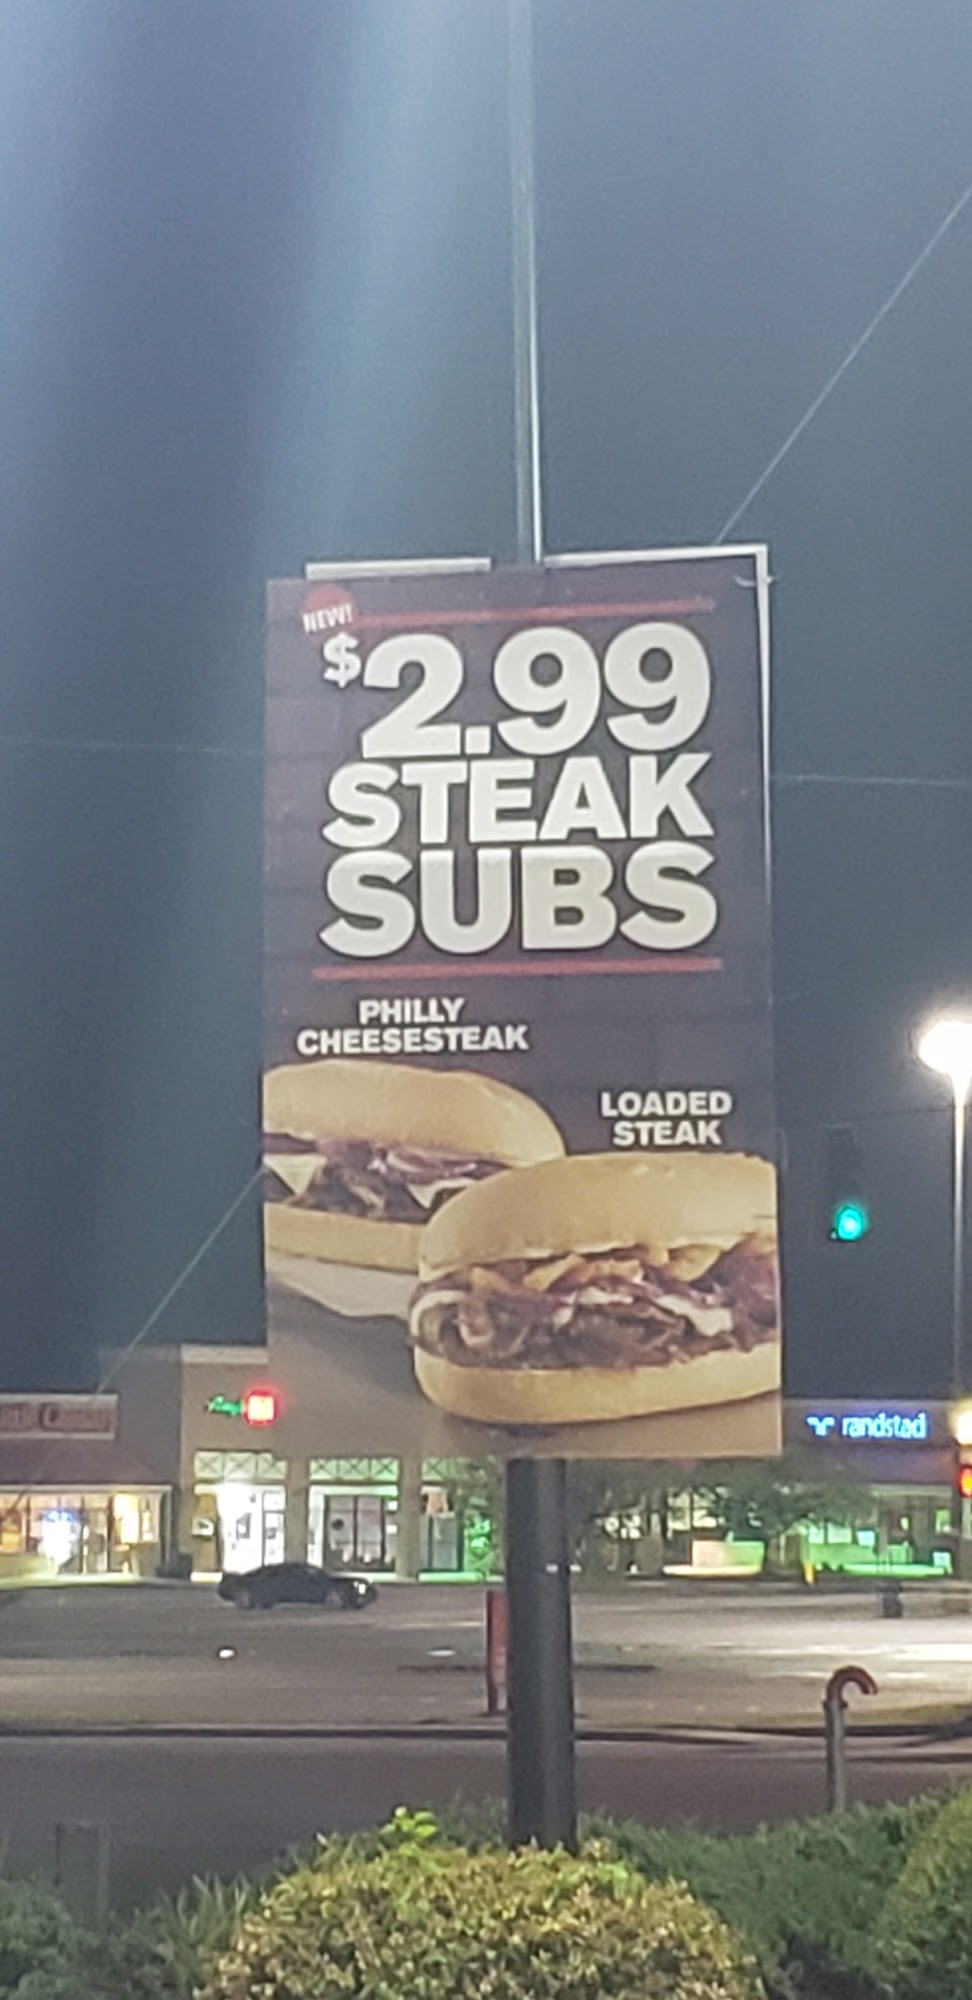 NEW!
$2.99
STEAK
SUBS
PHILLY
CHEESESTEAK
LOADED
STEAK
randstad